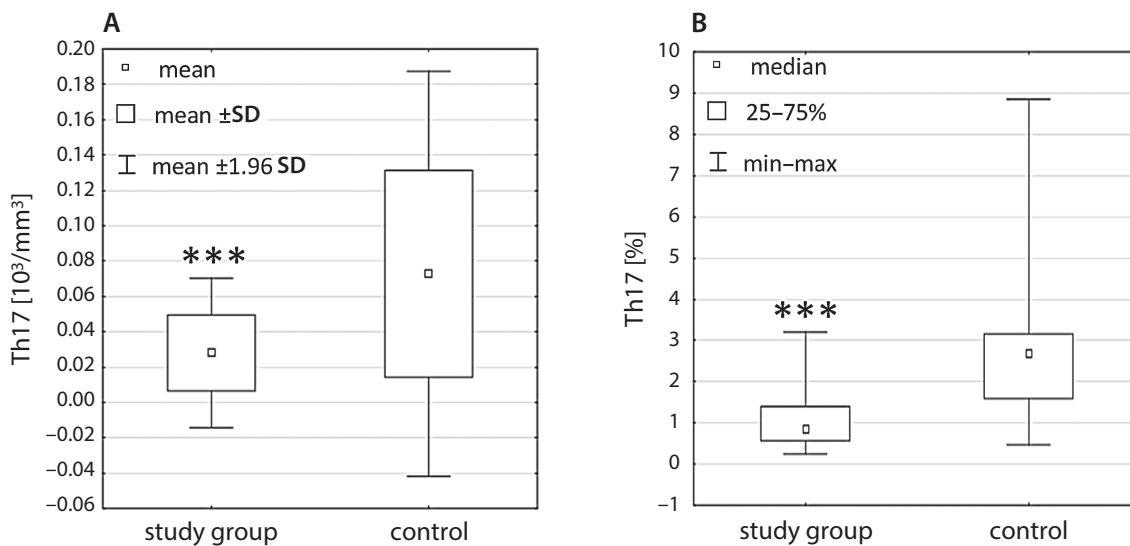 A
Th17 [10³/mm³]
0.20
0.18
0.16
0.14
0.12
0.10
0.08
0.06
0.04
0.02
0.00
–0.02
–0.04
–0.06
mean
mean ±SD
mean ±1.96 SD
***
study group
control
B
Th17 [%]
10
9
8
7
6
5
4
3
2
1
0
–1
median
25–75%
min–max
***
study group
control